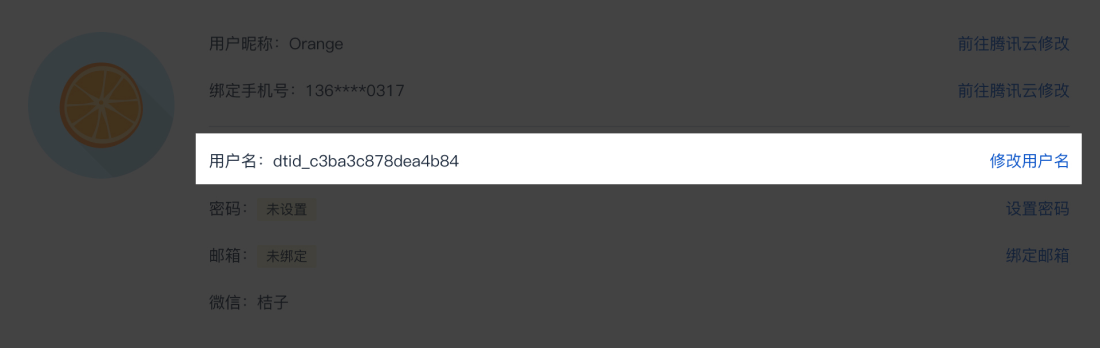 用户昵称：Orange 前往腾讯云修改
绑定手机号：136****0317 前往腾讯云修改
用户名：dtid_c3ba3c878dea4b84 修改用户名
密码：未设置 设置密码
邮箱：未绑定 绑定邮箱
微信：桔子